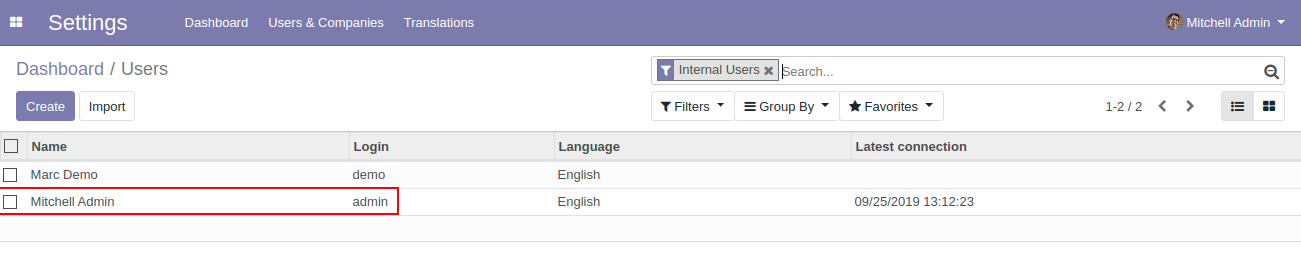 Settings Dashboard Users & Companies Translations Mitchell Admin
Dashboard / Users
Internal Users Search...
Create Import Filters Group By Favorites 1-2 / 2
Name Login Language Latest connection
Marc Demo demo English
Mitchell Admin admin English 09/25/2019 13:12:23